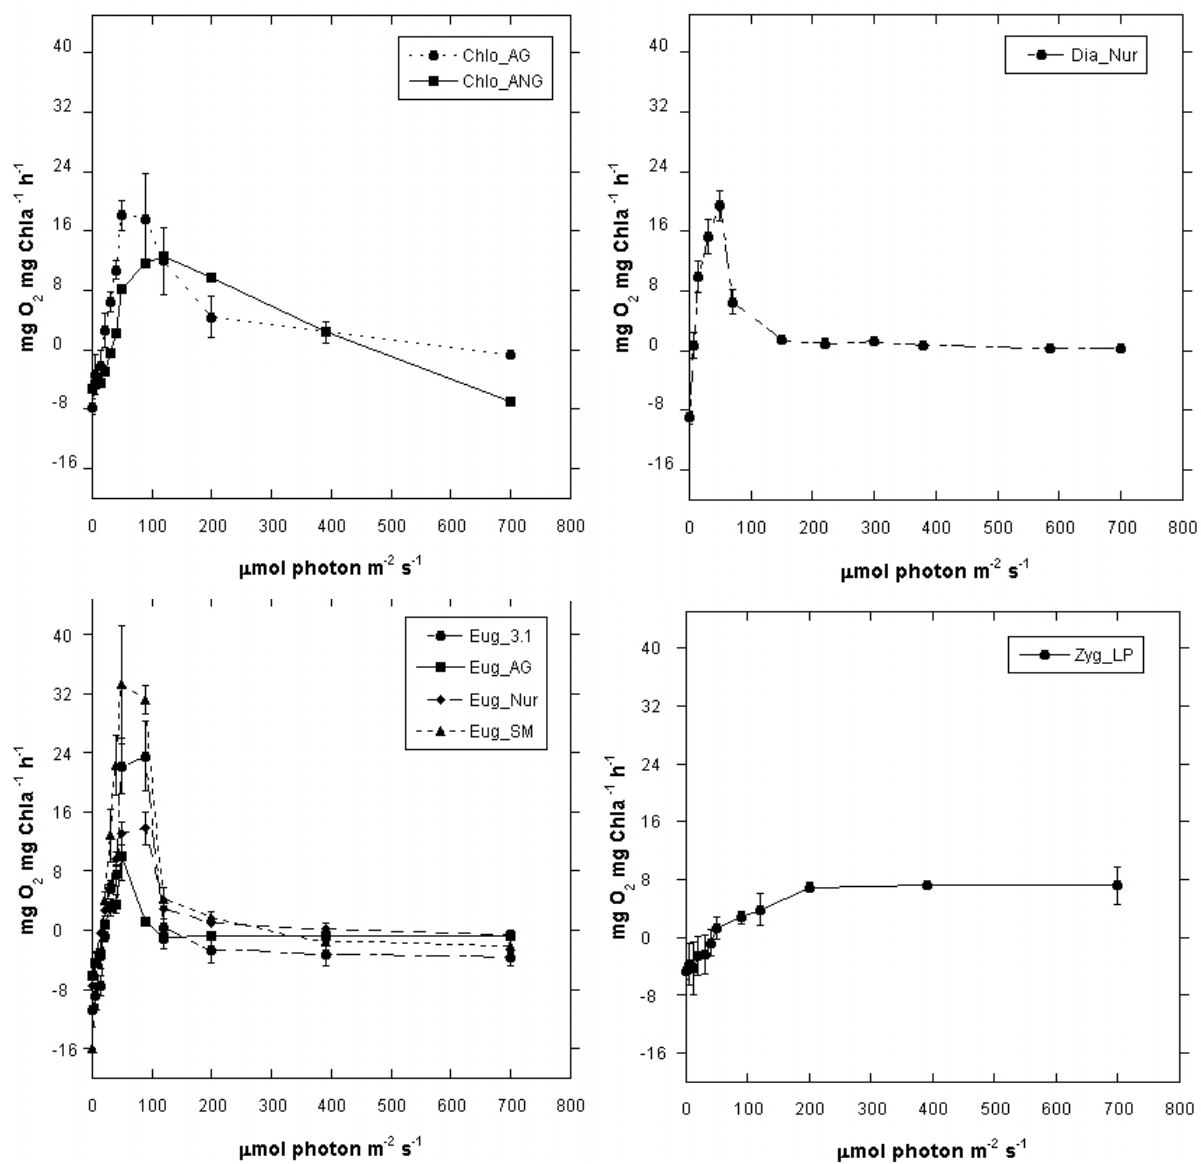 40
32
24
16
8
0
-8
-16
mg O2 mg Chla -1 h-1
Chlo_AG
Chlo_ANG
0 100 200 300 400 500 600 700 800
μmol photon m-2 s-1
40
32
24
16
8
0
-8
-16
mg O2 mg Chla -1 h-1
Dia_Nur
0 100 200 300 400 500 600 700 800
μmol photon m-2 s-1
40
32
24
16
8
0
-8
-16
mg O2 mg Chla -1 h-1
Eug_3.1
Eug_AG
Eug_Nur
Eug_SM
0 100 200 300 400 500 600 700 800
μmol photon m-2 s-1
40
32
24
16
8
0
-8
-16
mg O2 mg Chla -1 h-1
Zyg_LP
0 100 200 300 400 500 600 700 800
μmol photon m-2 s-1